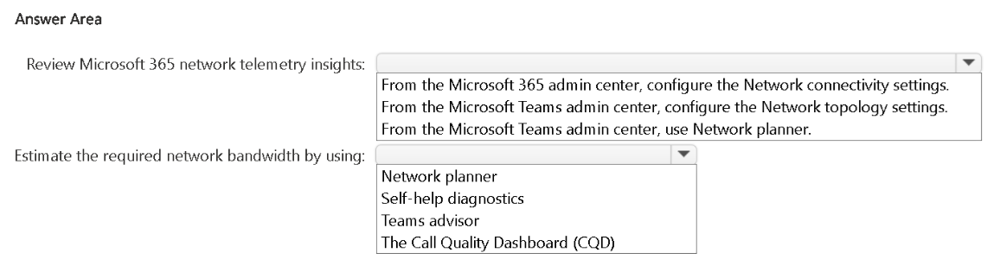 Answer Area
Review Microsoft 365 network telemetry insights:
From the Microsoft 365 admin center, configure the Network connectivity settings.
From the Microsoft Teams admin center, configure the Network topology settings.
From the Microsoft Teams admin center, use Network planner.
Estimate the required network bandwidth by using:
Network planner
Self-help diagnostics
Teams advisor
The Call Quality Dashboard (CQD)